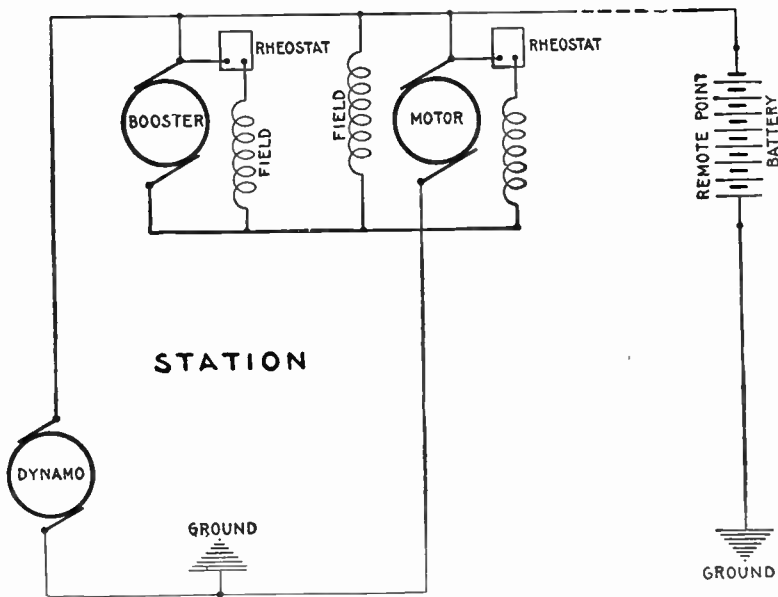 RHEOSTAT
RHEOSTAT
BOOSTER
FIELD
FIELD
MOTOR
REMOTE POINT
BATTERY
STATION
DYNAMO
GROUND
GROUND